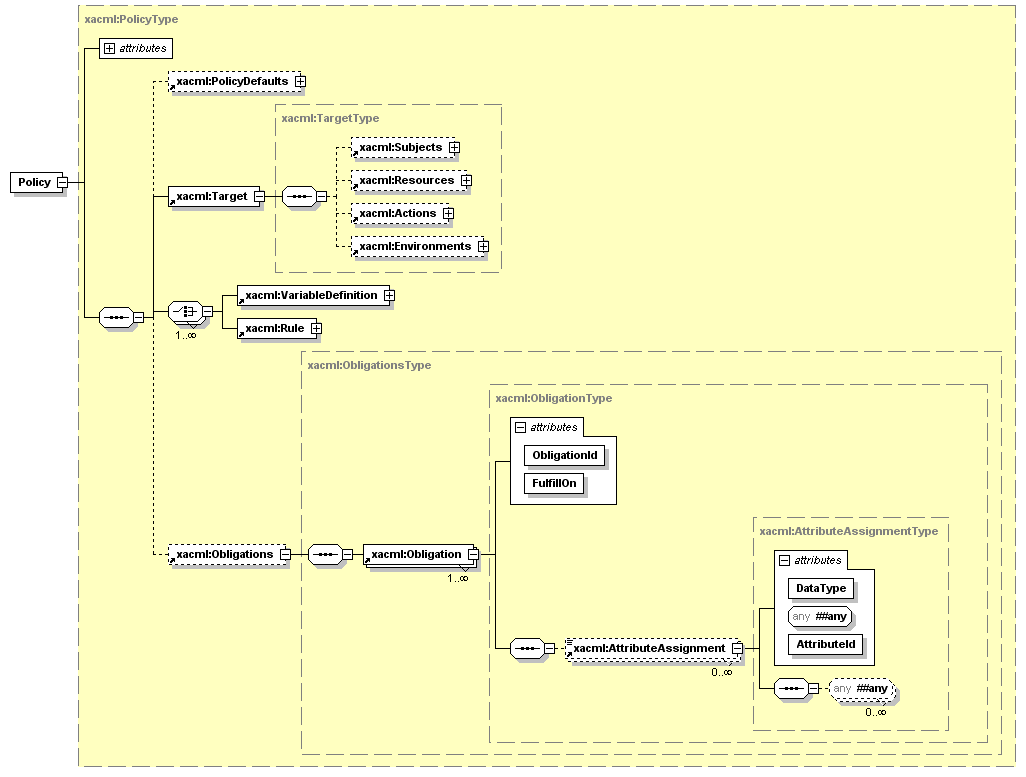 xacml:PolicyType
attributes
xacml:PolicyDefaults
xacml:TargetType
xacml:Subjects
xacml:Resources
Policy
xacml:Target
xacml:Actions
xacml:Environments
xacml:VariableDefinition
1..∞
xacml:Rule
xacml:ObligationsType
xacml:ObligationType
attributes
ObligationId
FulfillOn
xacml:AttributeAssignmentType
xacml:Obligations
xacml:Obligation
1..∞
attributes
DataType
any ##any
AttributeId
xacml:AttributeAssignment
0..∞
any ##any
0..∞